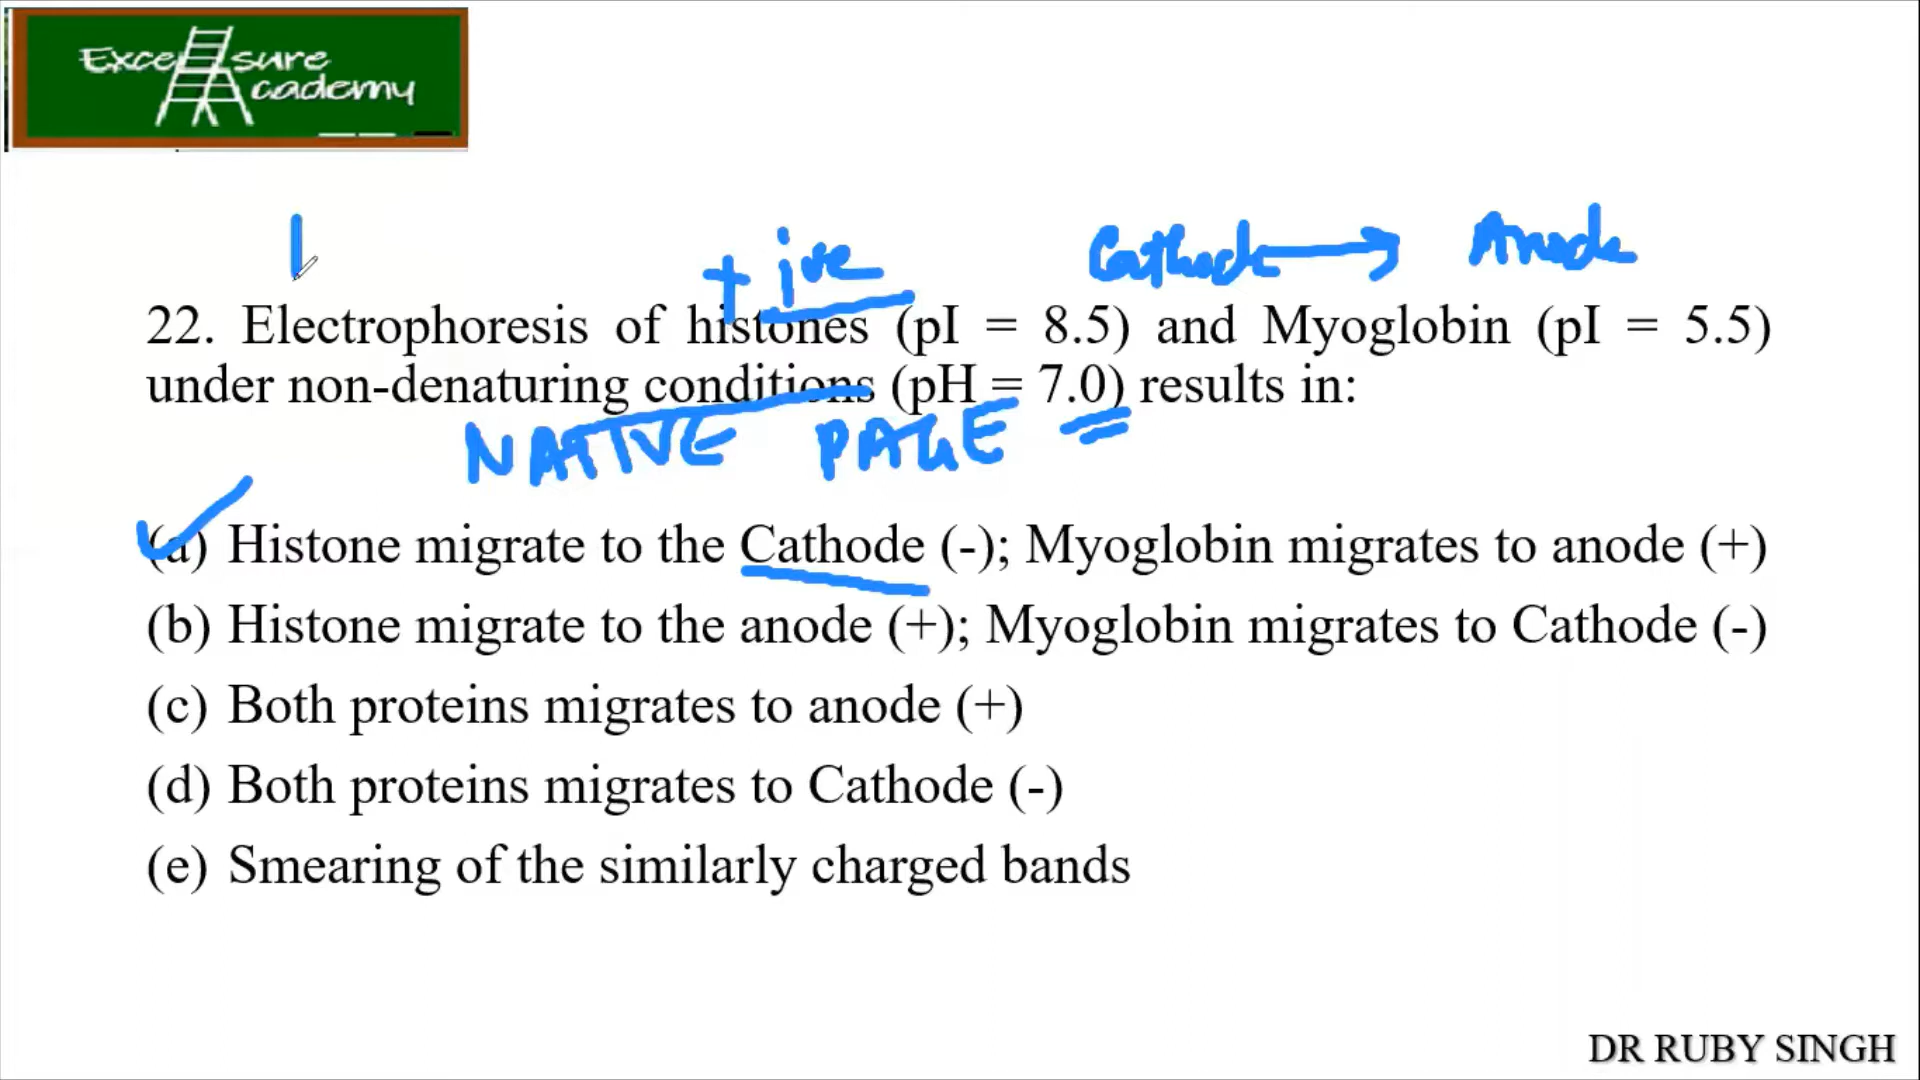 Excelsure
Academy
+ive
Cathode → Anode
22. Electrophoresis of histones (pI = 8.5) and Myoglobin (pI = 5.5)
under non-denaturing conditions (pH = 7.0) results in:
NATIVE PAGE
(a) Histone migrate to the Cathode (-); Myoglobin migrates to anode (+)
(b) Histone migrate to the anode (+); Myoglobin migrates to Cathode (-)
(c) Both proteins migrates to anode (+)
(d) Both proteins migrates to Cathode (-)
(e) Smearing of the similarly charged bands
DR RUBY SINGH